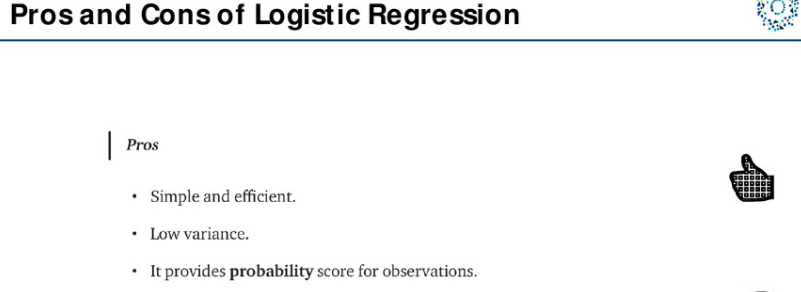 Pros and Cons of Logistic Regression
Pros
• Simple and efficient.
• Low variance.
• It provides probability score for observations.